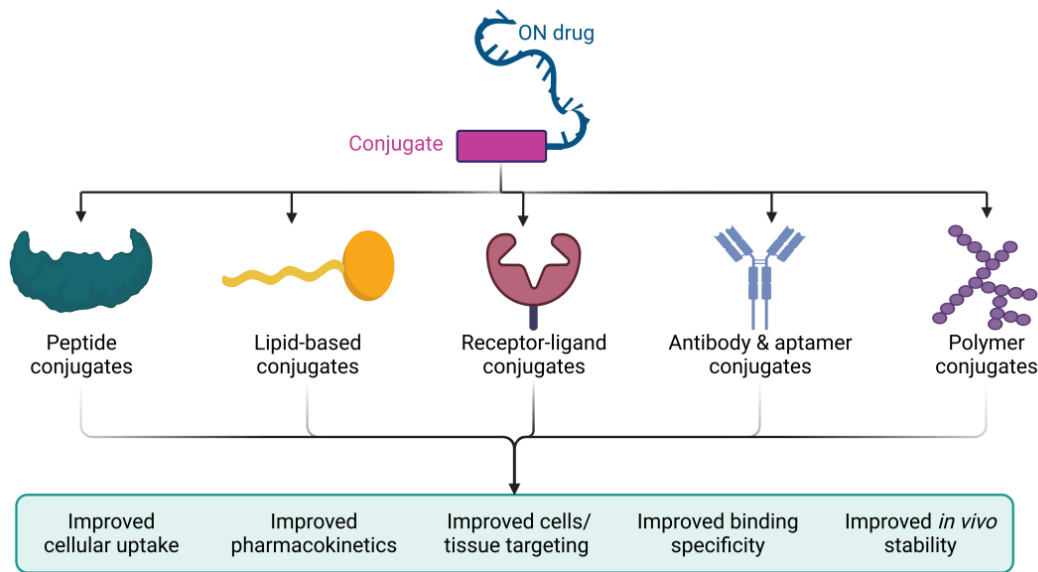 ON drug
Conjugate
Peptide
conjugates
Lipid-based
conjugates
Receptor-ligand
conjugates
Antibody & aptamer
conjugates
Polymer
conjugates
Improved
cellular uptake
Improved
pharmacokinetics
Improved cells/
tissue targeting
Improved binding
specificity
Improved in vivo
stability